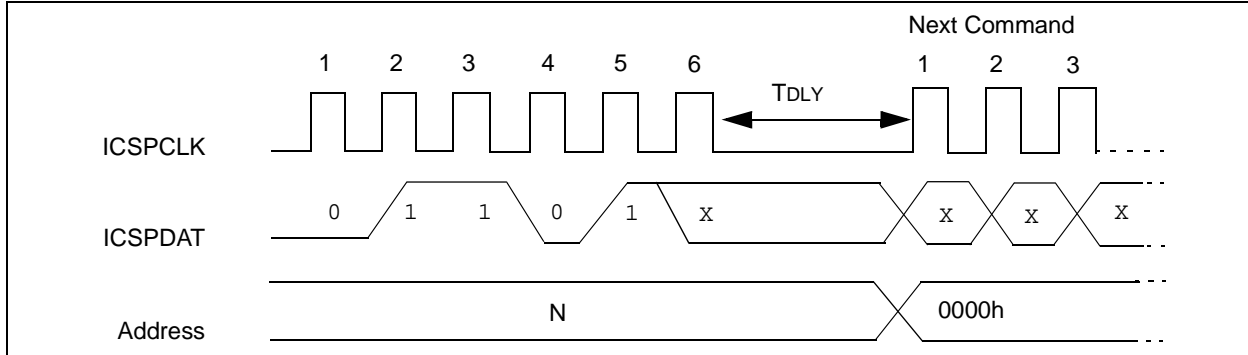 Next Command
1 2 3 4 5 6 1 2 3
TDLY
ICSPCLK
0 1 1 0 1 x x x x
ICSPDAT
N 0000h
Address